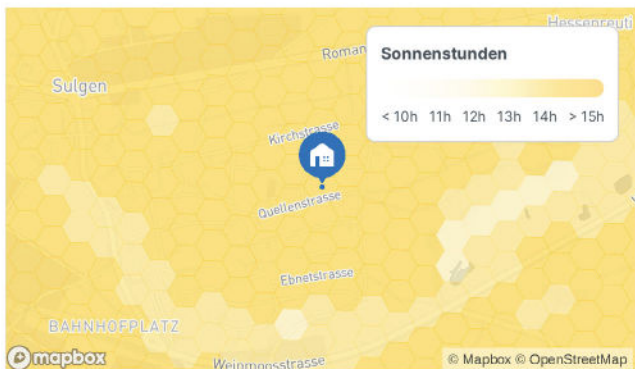 Hessenreuti
Sonnenstunden
< 10h 11h 12h 13h 14h > 15h
Roman
Sulgen
Kirchstrasse
Quellenstrasse
Ebnetstrasse
BAHNHOFPLATZ
Weinmoosstrasse
mapbox
© Mapbox © OpenStreetMap